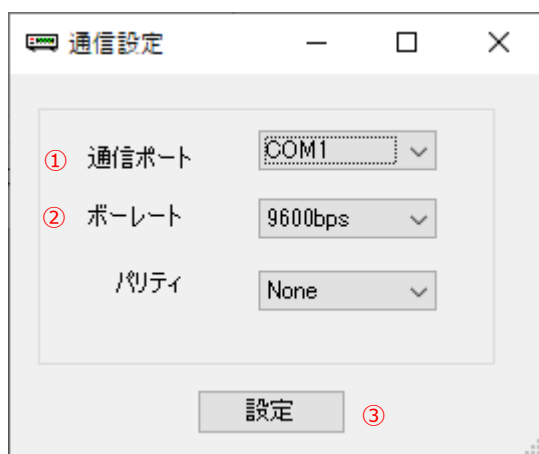 通信設定
① 通信ポート COM1
② ボーレート 9600bps
パリティ None
設定 ③